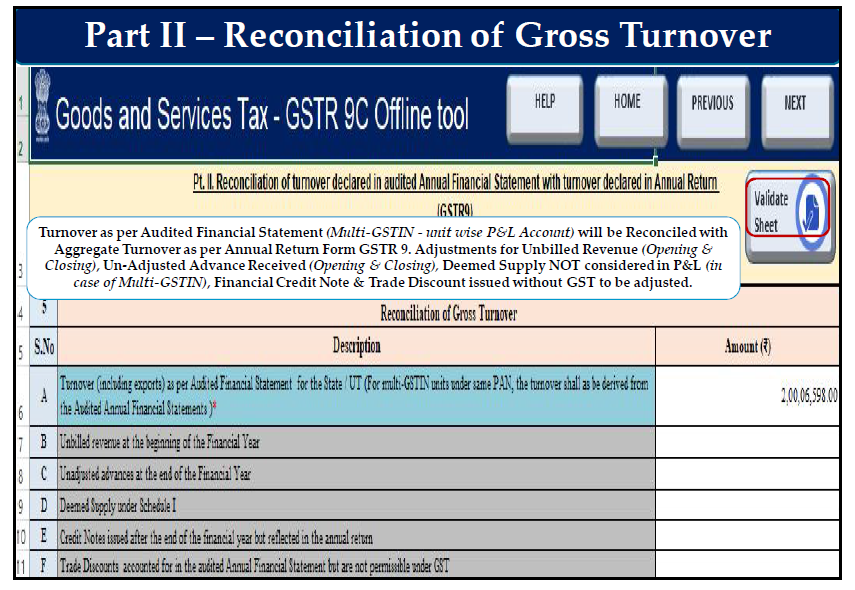 Part II – Reconciliation of Gross Turnover
1
2
Goods and Services Tax - GSTR 9C Offline tool
HELP
HOME
PREVIOUS
NEXT
Pt. II. Reconciliation of turnover declared in audited Annual Financial Statement with turnover declared in Annual Return
(GSTR9)
Validate
Sheet
Turnover as per Audited Financial Statement (Multi-GSTIN - unit wise P&L Account) will be Reconciled with
Aggregate Turnover as per Annual Return Form GSTR 9. Adjustments for Unbilled Revenue (Opening &
Closing), Un-Adjusted Advance Received (Opening & Closing), Deemed Supply NOT considered in P&L (in
case of Multi-GSTIN), Financial Credit Note & Trade Discount issued without GST to be adjusted.
3
4 5 Reconciliation of Gross Turnover
5 S.No Description Amount (₹)
A Turnover (including exports) as per Audited Financial Statement for the State / UT (For multi-GSTIN units under same PAN, the turnover shall as be derived from
6 the Audited Annual Financial Statements )* 2,00,06,598.00
7 B Unbilled revenue at the beginning of the Financial Year
8 C Unadjusted advances at the end of the Financial Year
9 D Deemed Supply under Schedule I
10 E Credit Notes issued after the end of the financial year but reflected in the annual return
11 F Trade Discounts accounted for in the audited Annual Financial Statement but are not permissible under GST